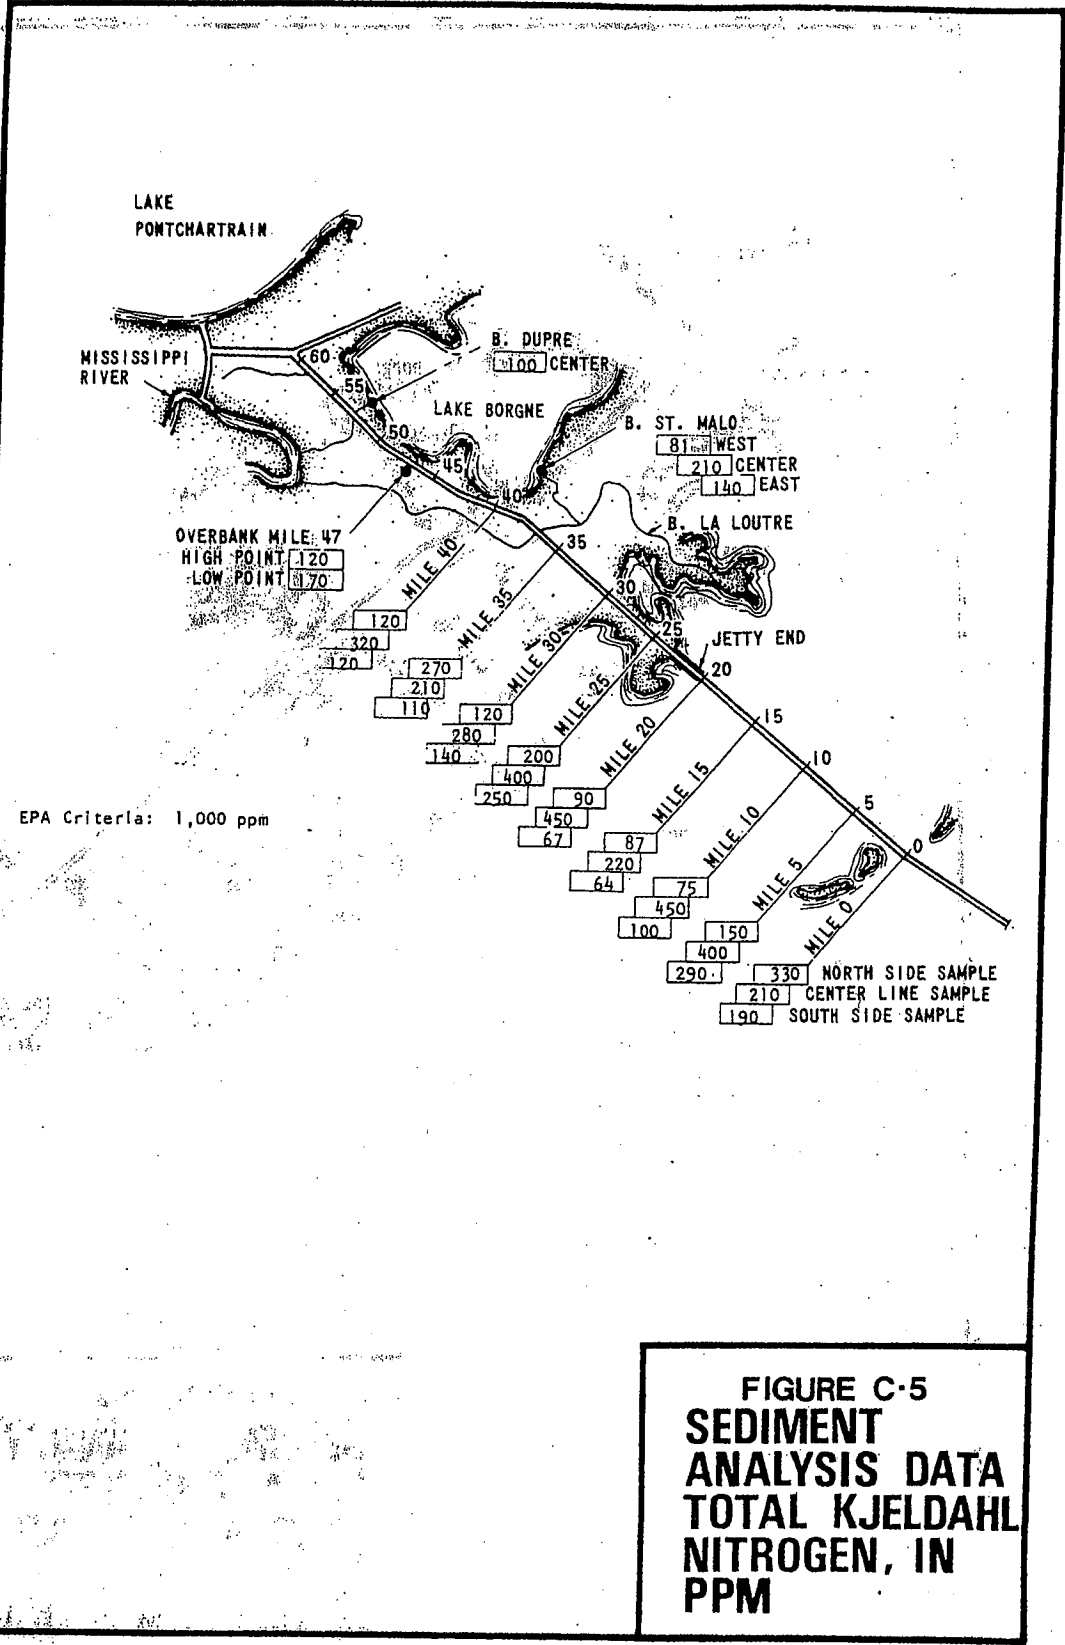 LAKE
PONTCHARTRAIN
MISSISSIPPI
RIVER
60
55
50
45
40
35
30
25
20
15
10
5
0
B. DUPRE
100 CENTER
LAKE BORGNE
B. ST. MALO
81 WEST
210 CENTER
140 EAST
B. LA LOUTRE
JETTY END
OVERBANK MILE 47
HIGH POINT 120
LOW POINT 170
MILE 40
120
320
120
MILE 35
270
210
110
MILE 30
120
280
140
MILE 25
200
400
250
MILE 20
90
450
67
MILE 15
87
220
64
MILE 10
75
450
100
MILE 5
150
400
290
MILE 0
330 NORTH SIDE SAMPLE
210 CENTER LINE SAMPLE
190 SOUTH SIDE SAMPLE
EPA Criteria: 1,000 ppm
FIGURE C-5
SEDIMENT
ANALYSIS DATA
TOTAL KJELDAHL
NITROGEN, IN
PPM